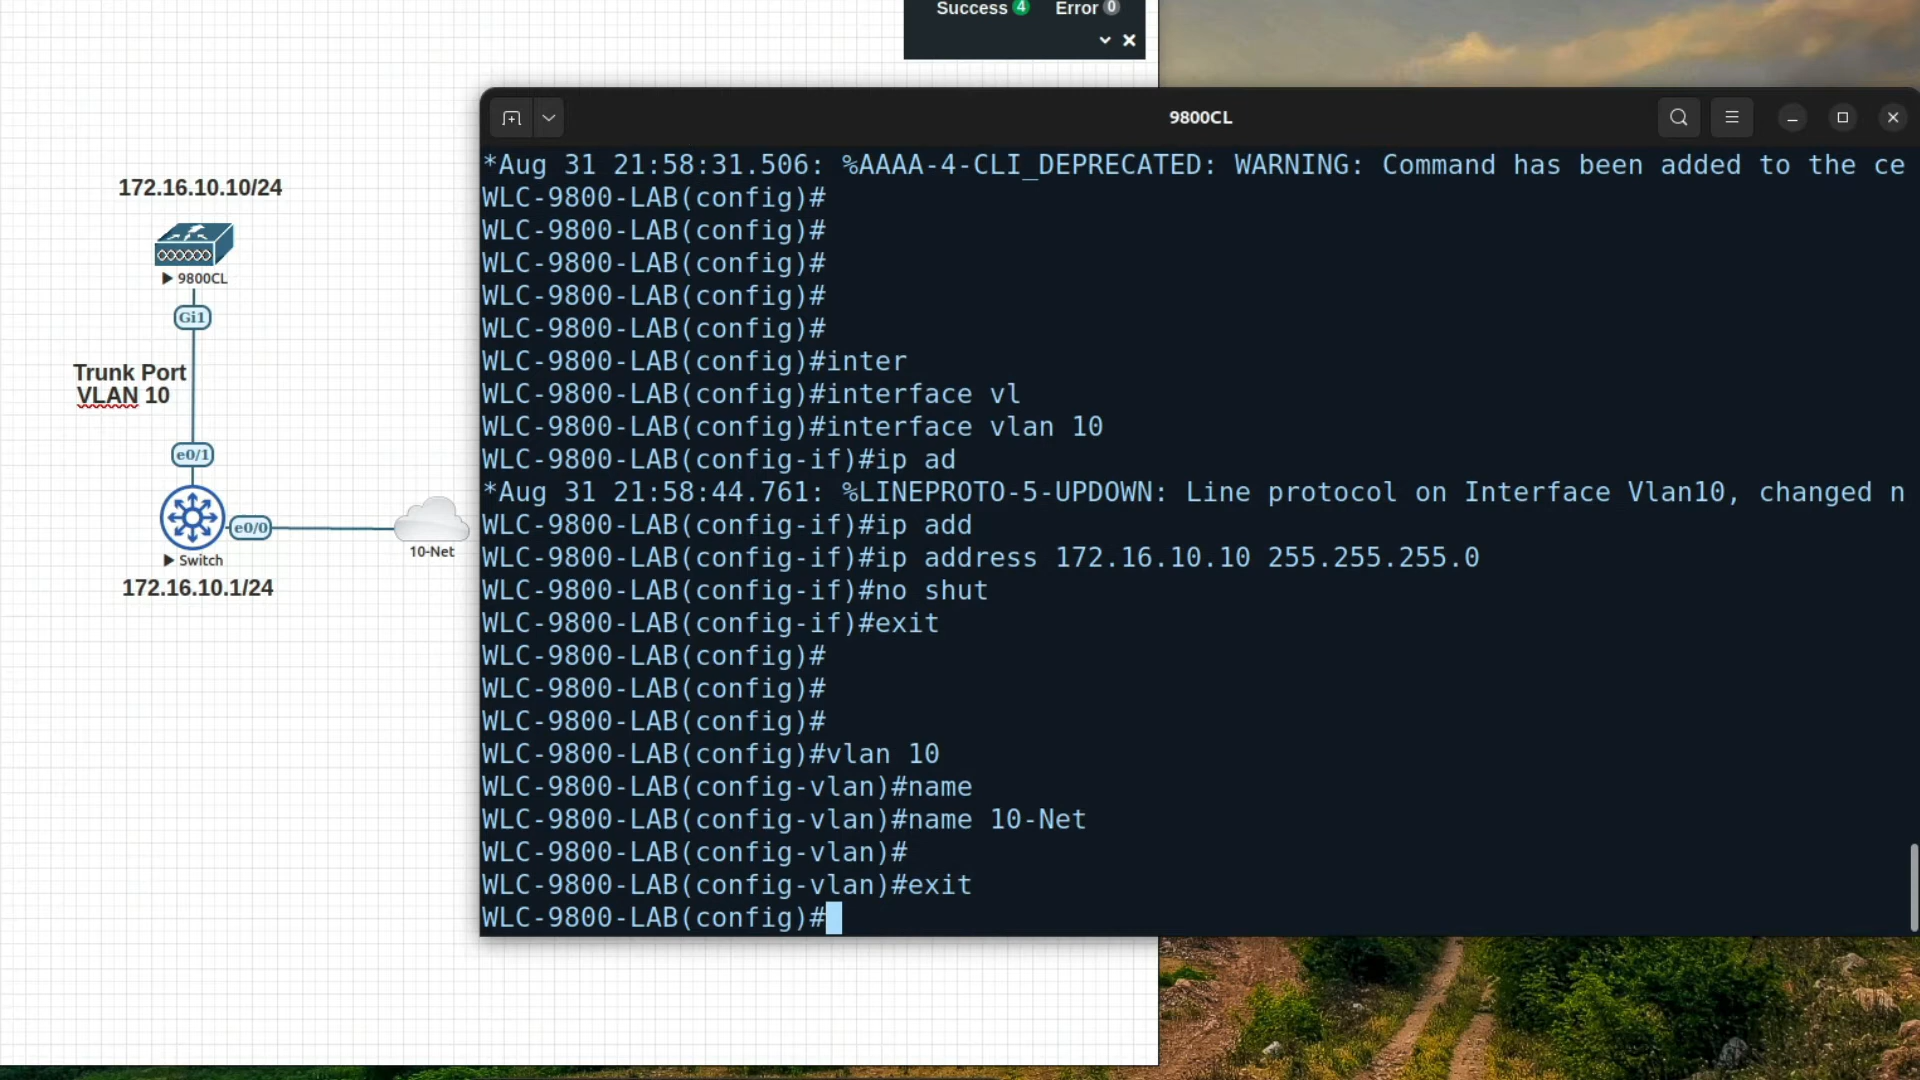 Success 4 Error 0
172.16.10.10/24
9800CL
Gi1
Trunk Port
VLAN 10
e0/1
e0/0
10-Net
Switch
172.16.10.1/24
9800CL
*Aug 31 21:58:31.506: %AAAA-4-CLI_DEPRECATED: WARNING: Command has been added to the ce
WLC-9800-LAB(config)#
WLC-9800-LAB(config)#
WLC-9800-LAB(config)#
WLC-9800-LAB(config)#
WLC-9800-LAB(config)#
WLC-9800-LAB(config)#inter
WLC-9800-LAB(config)#interface vl
WLC-9800-LAB(config)#interface vlan 10
WLC-9800-LAB(config-if)#ip ad
*Aug 31 21:58:44.761: %LINEPROTO-5-UPDOWN: Line protocol on Interface Vlan10, changed n
WLC-9800-LAB(config-if)#ip add
WLC-9800-LAB(config-if)#ip address 172.16.10.10 255.255.255.0
WLC-9800-LAB(config-if)#no shut
WLC-9800-LAB(config-if)#exit
WLC-9800-LAB(config)#
WLC-9800-LAB(config)#
WLC-9800-LAB(config)#
WLC-9800-LAB(config)#vlan 10
WLC-9800-LAB(config-vlan)#name
WLC-9800-LAB(config-vlan)#name 10-Net
WLC-9800-LAB(config-vlan)#
WLC-9800-LAB(config-vlan)#exit
WLC-9800-LAB(config)#